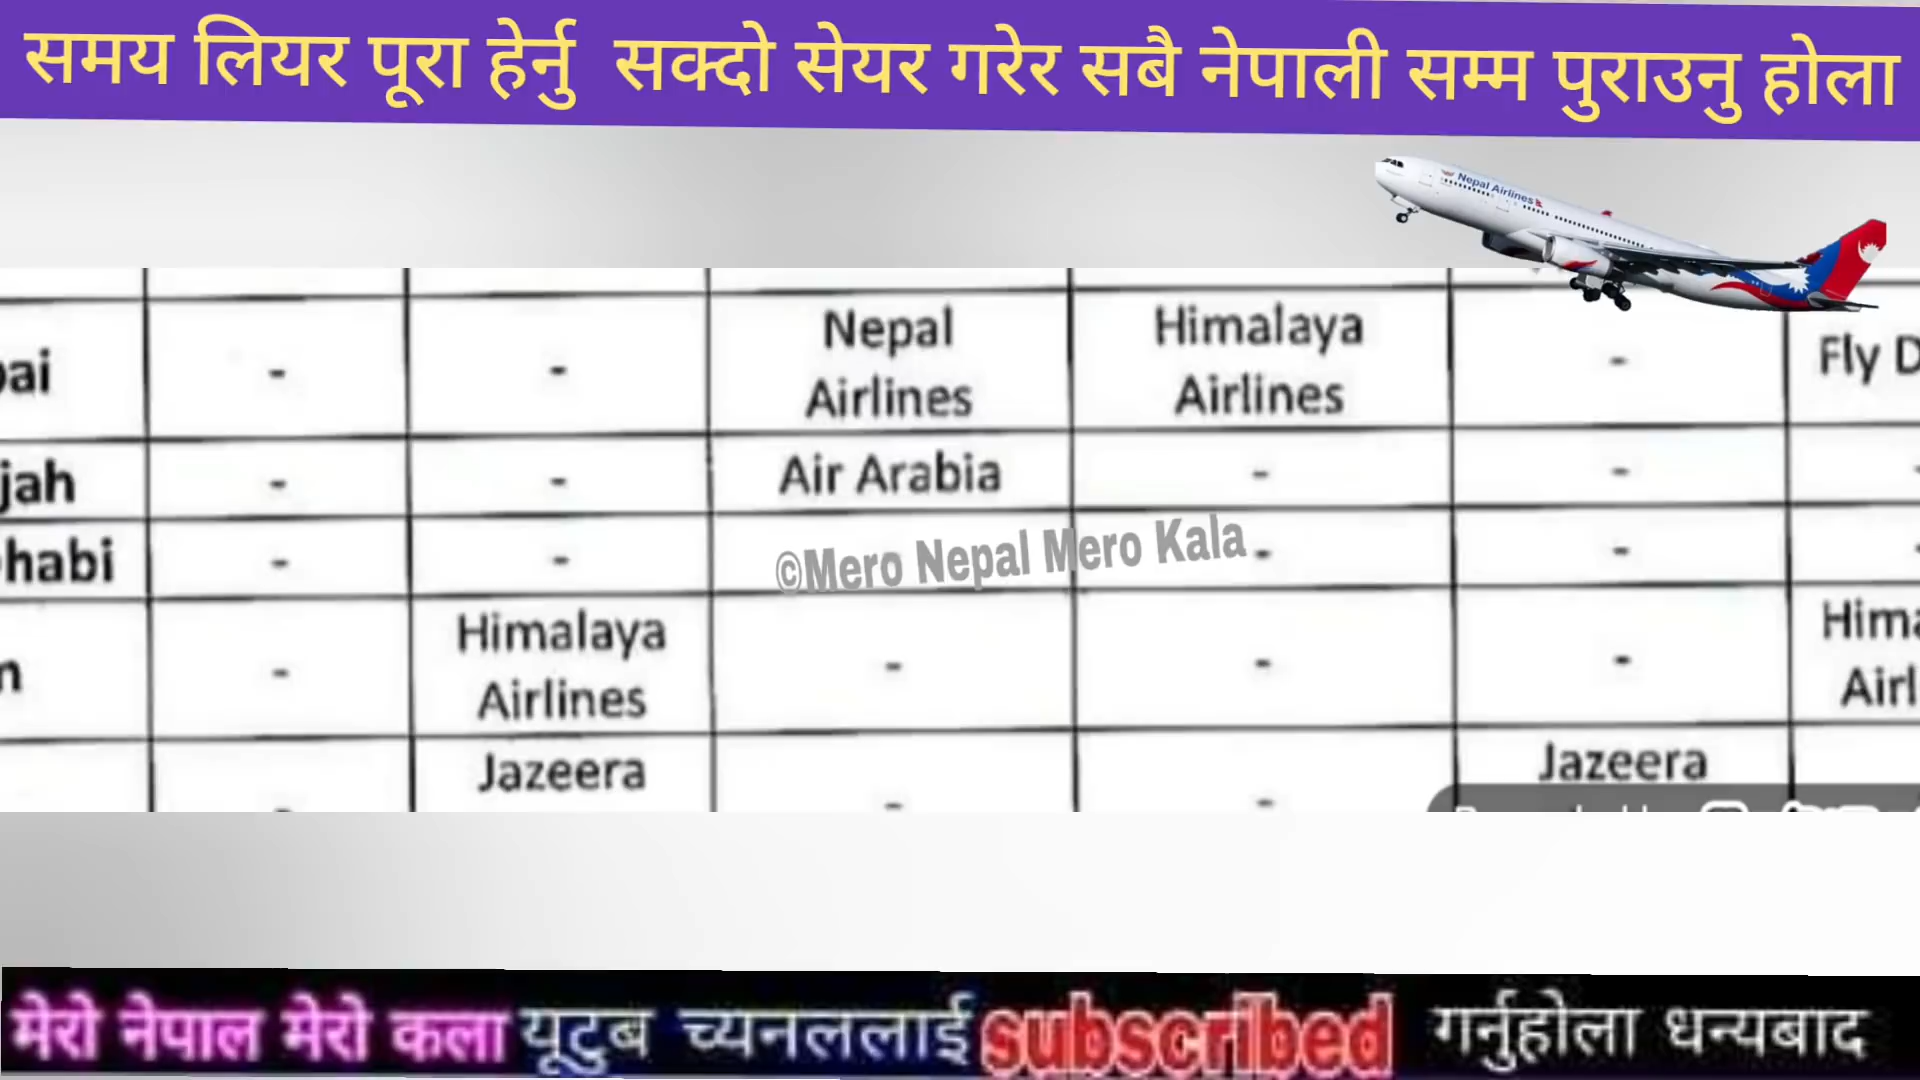 समय लियर पूरा हेर्नु सक्दो सेयर गरेर सबै नेपाली सम्म पुराउनु होला
Nepal Airlines
Nepal Himalaya
pai - - Airlines Airlines - Fly D
jah - - Air Arabia - - -
habi - - - - -
©Mero Nepal Mero Kala
Himalaya Hima
m - Airlines - - - Airl
Jazeera Jazeera
- - -
मेरो नेपाल मेरो कला यूटुब च्यनललाई subscribed गर्नुहोला धन्यबाद